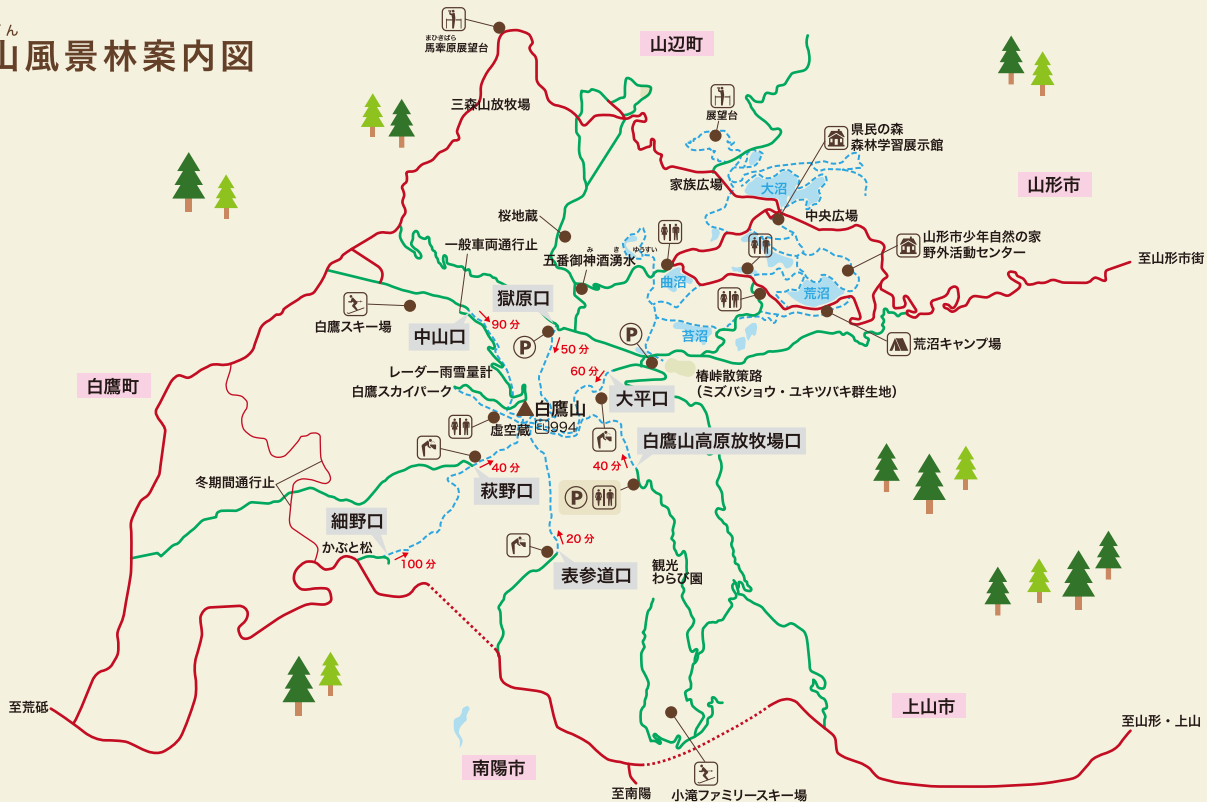 山風景林案内図
まひきばら
馬牽原展望台
山辺町
三森山放牧場
展望台
県民の森
森林学習展示館
家族広場
大沼
山形市
中央広場
桜地蔵
一般車両通行止
み き ゆうすい
五番御神酒湧水
山形市少年自然の家
野外活動センター
至山形市街
曲沼
荒沼
獄原口
白鷹スキー場
90分
中山口
P
50分
P
苔沼
荒沼キャンプ場
60分
レーダー雨雪量計
白鷹町
白鷹スカイパーク
椿峠散策路
(ミズバショウ・ユキツバキ群生地)
大平口
白鷹山
994
虚空蔵
白鷹山高原放牧場口
40分
40分
萩野口
冬期間通行止
P
細野口
かぶと松
100分
20分
表参道口
観光
わらび園
至荒砥
上山市
至山形・上山
南陽市
至南陽
小滝ファミリースキー場